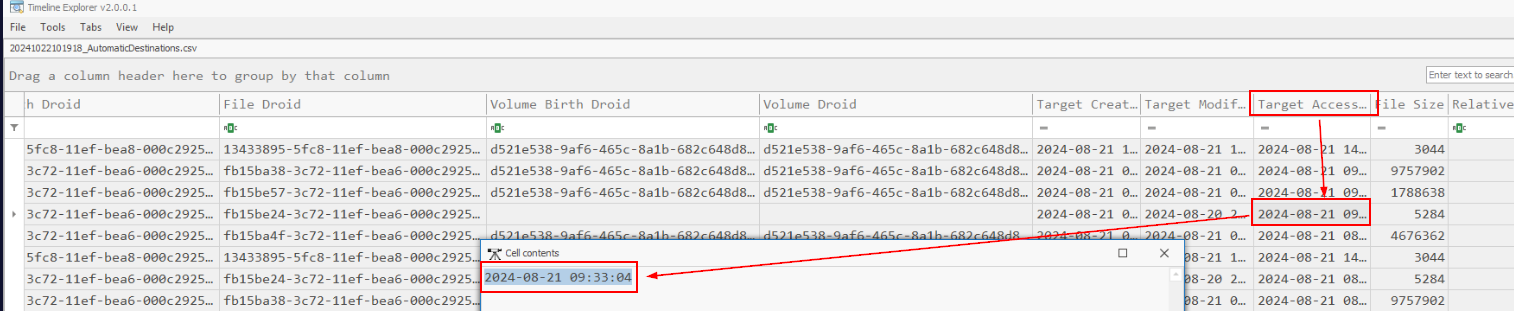 Timeline Explorer v2.0.0.1
File Tools Tabs View Help
20241022101918_AutomaticDestinations.csv
Drag a column header here to group by that column
Enter text to search
h Droid File Droid Volume Birth Droid Volume Droid Target Creat… Target Modif… Target Access… File Size Relative
5fc8-11ef-bea8-000c2925… 13433895-5fc8-11ef-bea8-000c2925… d521e538-9af6-465c-8a1b-682c648d8… d521e538-9af6-465c-8a1b-682c648d8… 2024-08-21 1… 2024-08-21 1… 2024-08-21 14… 3044
3c72-11ef-bea6-000c2925… fb15ba38-3c72-11ef-bea6-000c2925… d521e538-9af6-465c-8a1b-682c648d8… d521e538-9af6-465c-8a1b-682c648d8… 2024-08-21 0… 2024-08-21 0… 2024-08-21 09… 9757902
3c72-11ef-bea6-000c2925… fb15be57-3c72-11ef-bea6-000c2925… d521e538-9af6-465c-8a1b-682c648d8… d521e538-9af6-465c-8a1b-682c648d8… 2024-08-21 0… 2024-08-21 0… 2024-08-21 09… 1788638
3c72-11ef-bea6-000c2925… fb15be24-3c72-11ef-bea6-000c2925… 2024-08-21 0… 2024-08-20 2… 2024-08-21 09… 5284
3c72-11ef-bea6-000c2925… fb15ba4f-3c72-11ef-bea6-000c2925… d521e538-9af6-465c-8a1b-682c648d8… d521e538-9af6-465c-8a1b-682c648d8… 2024-08-21 0… 2024-08-21 0… 2024-08-21 08… 4676362
5fc8-11ef-bea8-000c2925… 13433895-5fc8-11ef-bea8-000c2925… -08-21 1… 2024-08-21 14… 3044
3c72-11ef-bea6-000c2925… fb15be24-3c72-11ef-bea6-000c2925… -08-20 2… 2024-08-21 08… 5284
3c72-11ef-bea6-000c2925… fb15ba38-3c72-11ef-bea6-000c2925… -08-21 0… 2024-08-21 08… 9757902
Cell contents
2024-08-21 09:33:04